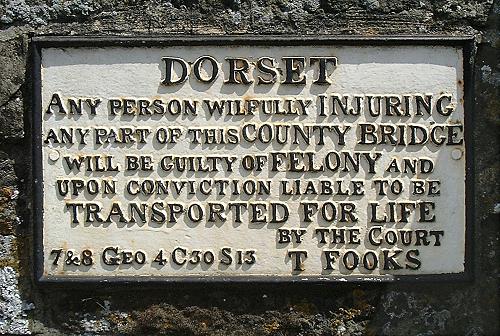 DORSET
ANY PERSON WILFULLY INJURING
ANY PART OF THIS COUNTY BRIDGE
WILL BE GUILTY OF FELONY AND
UPON CONVICTION LIABLE TO BE
TRANSPORTED FOR LIFE
BY THE COURT
7&8 GEO 4 C30 S13 T FOOKS